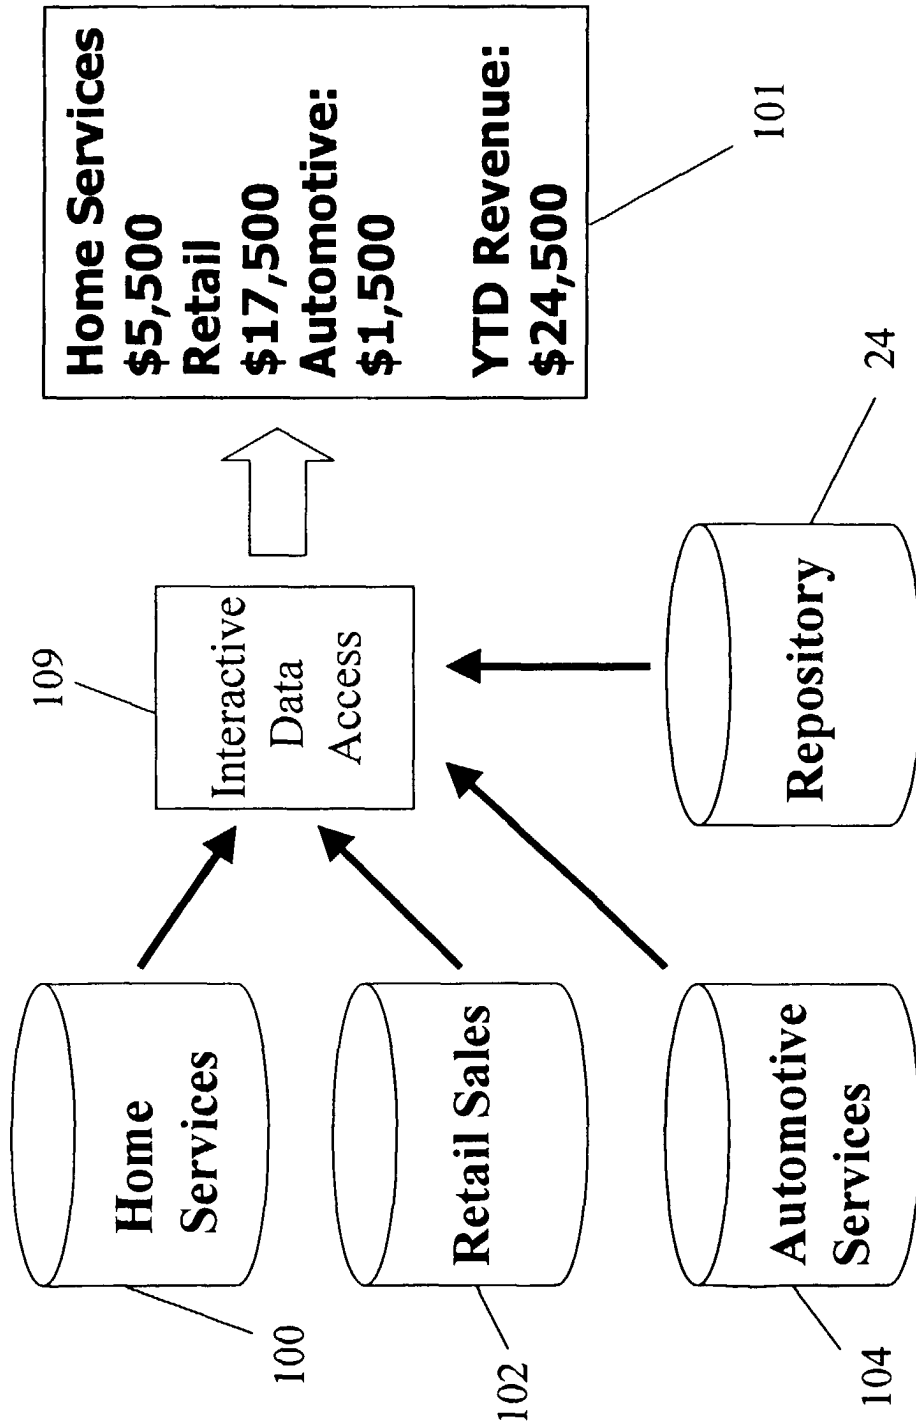 100
Home
Services
102
Retail Sales
104
Automotive
Services
109
Interactive
Data
Access
24
Repository
Home Services
$5,500
Retail
$17,500
Automotive:
$1,500
YTD Revenue:
$24,500
101